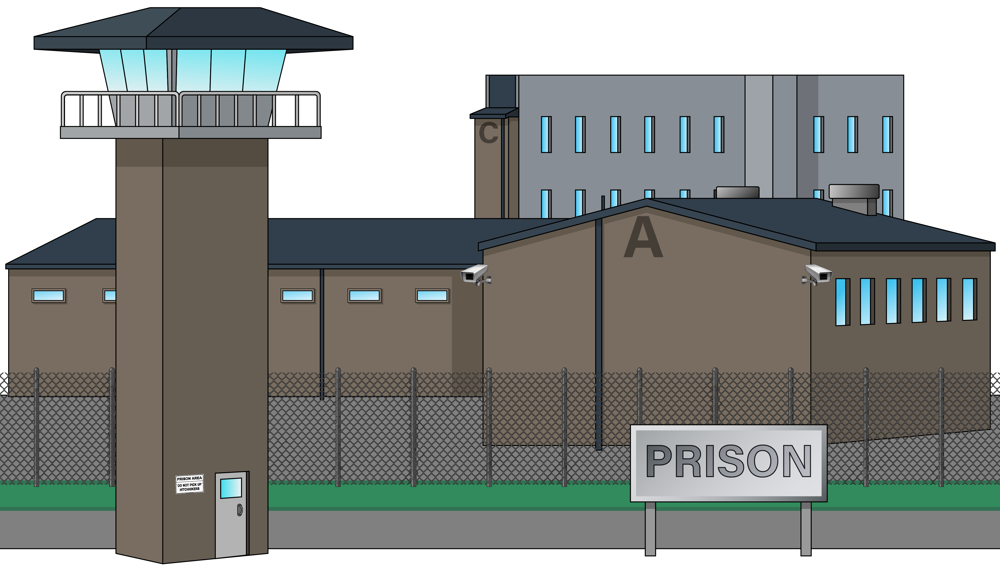 C
A
PRISON
PRISON AREA
DO NOT PICK UP
HITCHHIKERS